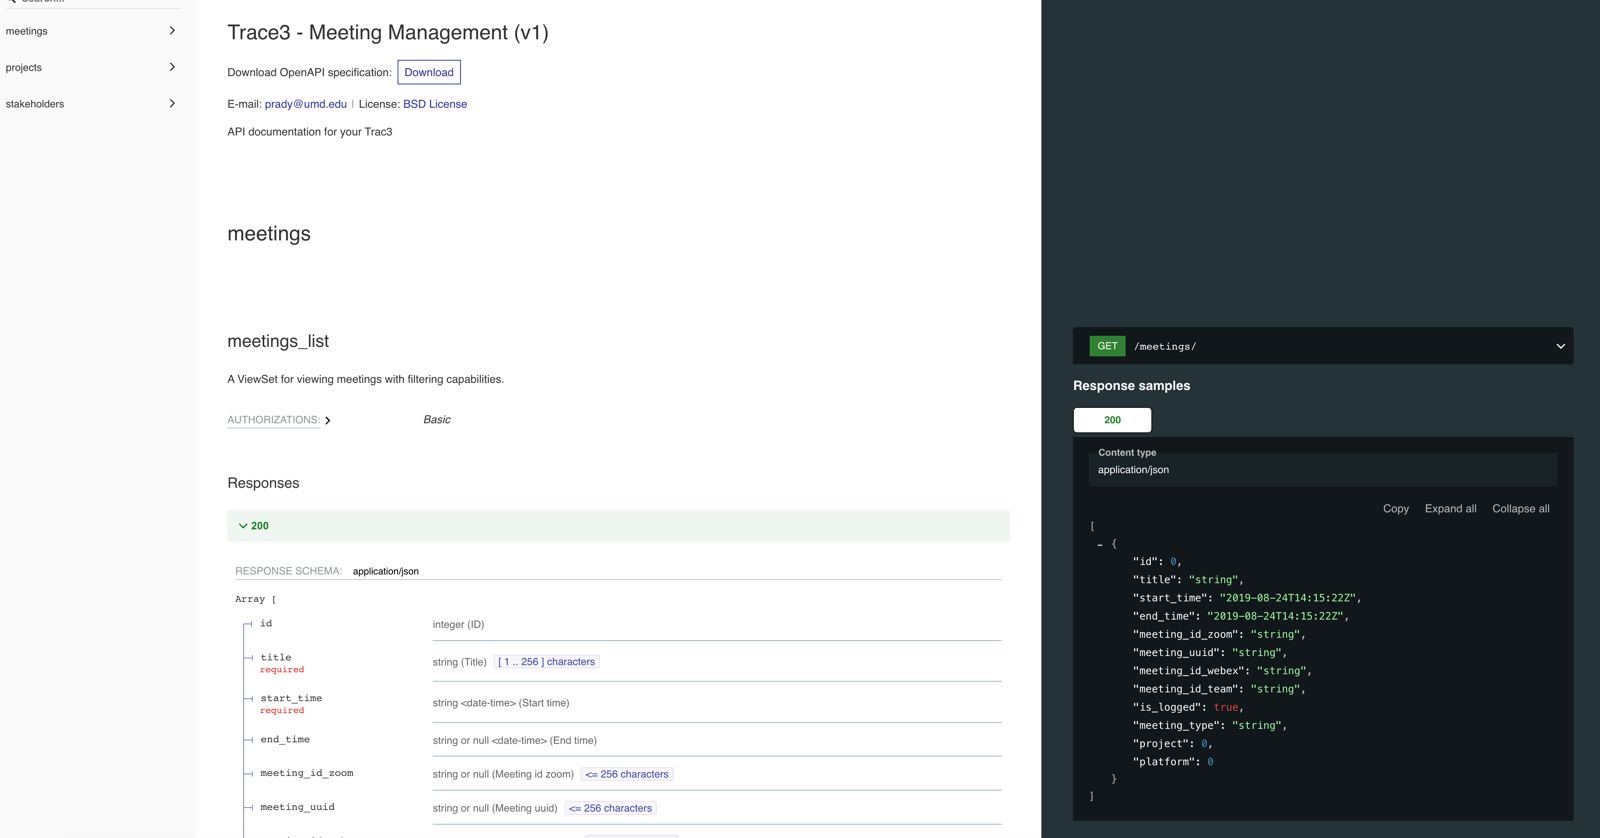 meetings
projects
stakeholders
Trace3 - Meeting Management (v1)
Download OpenAPI specification: Download
E-mail: prady@umd.edu | License: BSD License
API documentation for your Trac3
meetings
meetings_list
A ViewSet for viewing meetings with filtering capabilities.
AUTHORIZATIONS: Basic
Responses
200
RESPONSE SCHEMA: application/json
Array [
id integer (ID)
title string (Title) [ 1 .. 256 ] characters
required
start_time string <date-time> (Start time)
required
end_time string or null <date-time> (End time)
meeting_id_zoom string or null (Meeting id zoom) <= 256 characters
meeting_uuid string or null (Meeting uuid) <= 256 characters
GET /meetings/
Response samples
200
Content type
application/json
Copy Expand all Collapse all
[
- {
"id": 0,
"title": "string",
"start_time": "2019-08-24T14:15:22Z",
"end_time": "2019-08-24T14:15:22Z",
"meeting_id_zoom": "string",
"meeting_uuid": "string",
"meeting_id_webex": "string",
"meeting_id_team": "string",
"is_logged": true,
"meeting_type": "string",
"project": 0,
"platform": 0
}
]